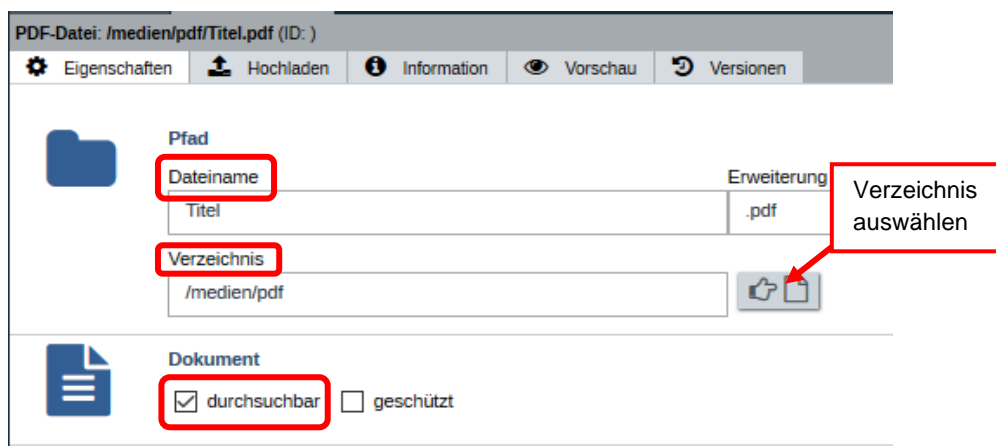 PDF-Datei: /medien/pdf/Titel.pdf (ID: )
Eigenschaften Hochladen Information Vorschau Versionen
Pfad
Dateiname Erweiterung
Titel .pdf
Verzeichnis
auswählen
Verzeichnis
/medien/pdf
Dokument
durchsuchbar geschützt